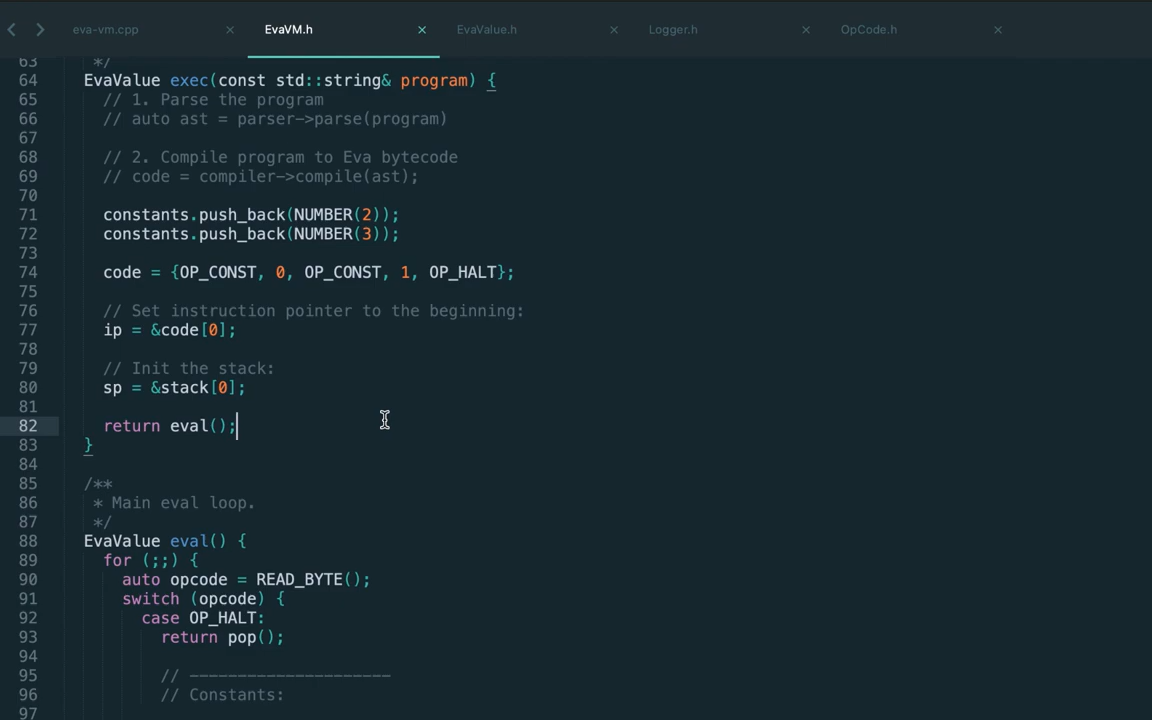 eva-vm.cpp × EvaVM.h × EvaValue.h × Logger.h × OpCode.h ×
63 */
64 EvaValue exec(const std::string& program) {
65 // 1. Parse the program
66 // auto ast = parser->parse(program)
67
68 // 2. Compile program to Eva bytecode
69 // code = compiler->compile(ast);
70
71 constants.push_back(NUMBER(2));
72 constants.push_back(NUMBER(3));
73
74 code = {OP_CONST, 0, OP_CONST, 1, OP_HALT};
75
76 // Set instruction pointer to the beginning:
77 ip = &code[0];
78
79 // Init the stack:
80 sp = &stack[0];
81
82 return eval();
83 }
84
85 /**
86 * Main eval loop.
87 */
88 EvaValue eval() {
89 for (;;) {
90 auto opcode = READ_BYTE();
91 switch (opcode) {
92 case OP_HALT:
93 return pop();
94
95 // ---------------------
96 // Constants:
97